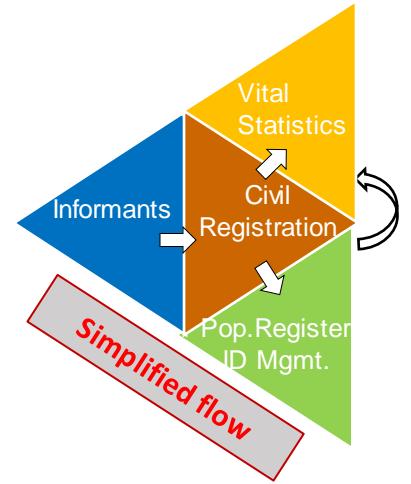 Vital
Statistics
Informants
Civil
Registration
Pop.Register
ID Mgmt.
Simplified flow